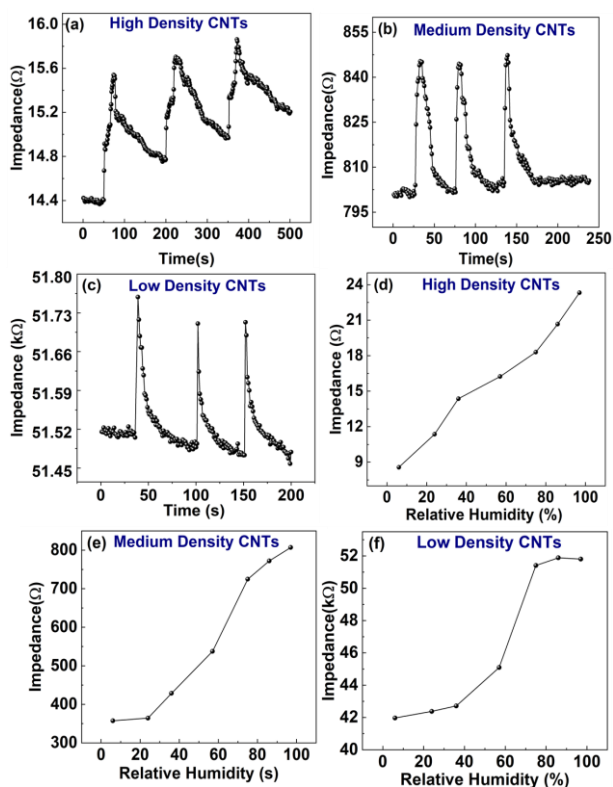 (a) High Density CNTs
Impedance(Ω)
16.0
15.6
15.2
14.8
14.4
0 100 200 300 400 500
Time(s)
(b) Medium Density CNTs
Impedance(Ω)
855
840
825
810
795
0 50 100 150 200 250
Time(s)
(c) Low Density CNTs
Impedance (kΩ)
51.80
51.73
51.66
51.59
51.52
51.45
0 50 100 150 200
Time (s)
(d) High Density CNTs
Impedance (Ω)
24
21
18
15
12
9
0 20 40 60 80 100
Relative Humidity (%)
(e) Medium Density CNTs
Impedance(Ω)
800
700
600
500
400
300
0 20 40 60 80 100
Relative Humidity (s)
(f) Low Density CNTs
Impedance(kΩ)
54
52
50
48
46
44
42
40
0 20 40 60 80 100
Relative Humidity (%)